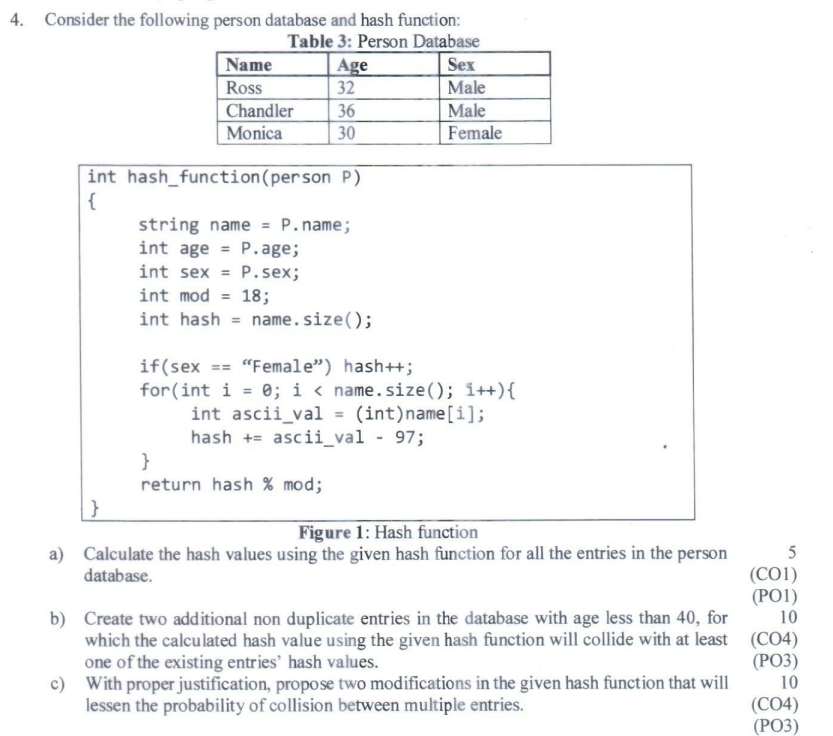 4. Consider the following person database and hash function:
Table 3: Person Database
Name Age Sex
Ross 32 Male
Chandler 36 Male
Monica 30 Female
int hash_function(person P)
{
string name = P.name;
int age = P.age;
int sex = P.sex;
int mod = 18;
int hash = name.size();
if(sex == “Female”) hash++;
for(int i = 0; i < name.size(); i++){
int ascii_val = (int)name[i];
hash += ascii_val - 97;
}
return hash % mod;
}
Figure 1: Hash function
a) Calculate the hash values using the given hash function for all the entries in the person 5
database. (CO1)
(PO1)
b) Create two additional non duplicate entries in the database with age less than 40, for 10
which the calculated hash value using the given hash function will collide with at least (CO4)
one of the existing entries’ hash values. (PO3)
c) With proper justification, propose two modifications in the given hash function that will 10
lessen the probability of collision between multiple entries. (CO4)
(PO3)